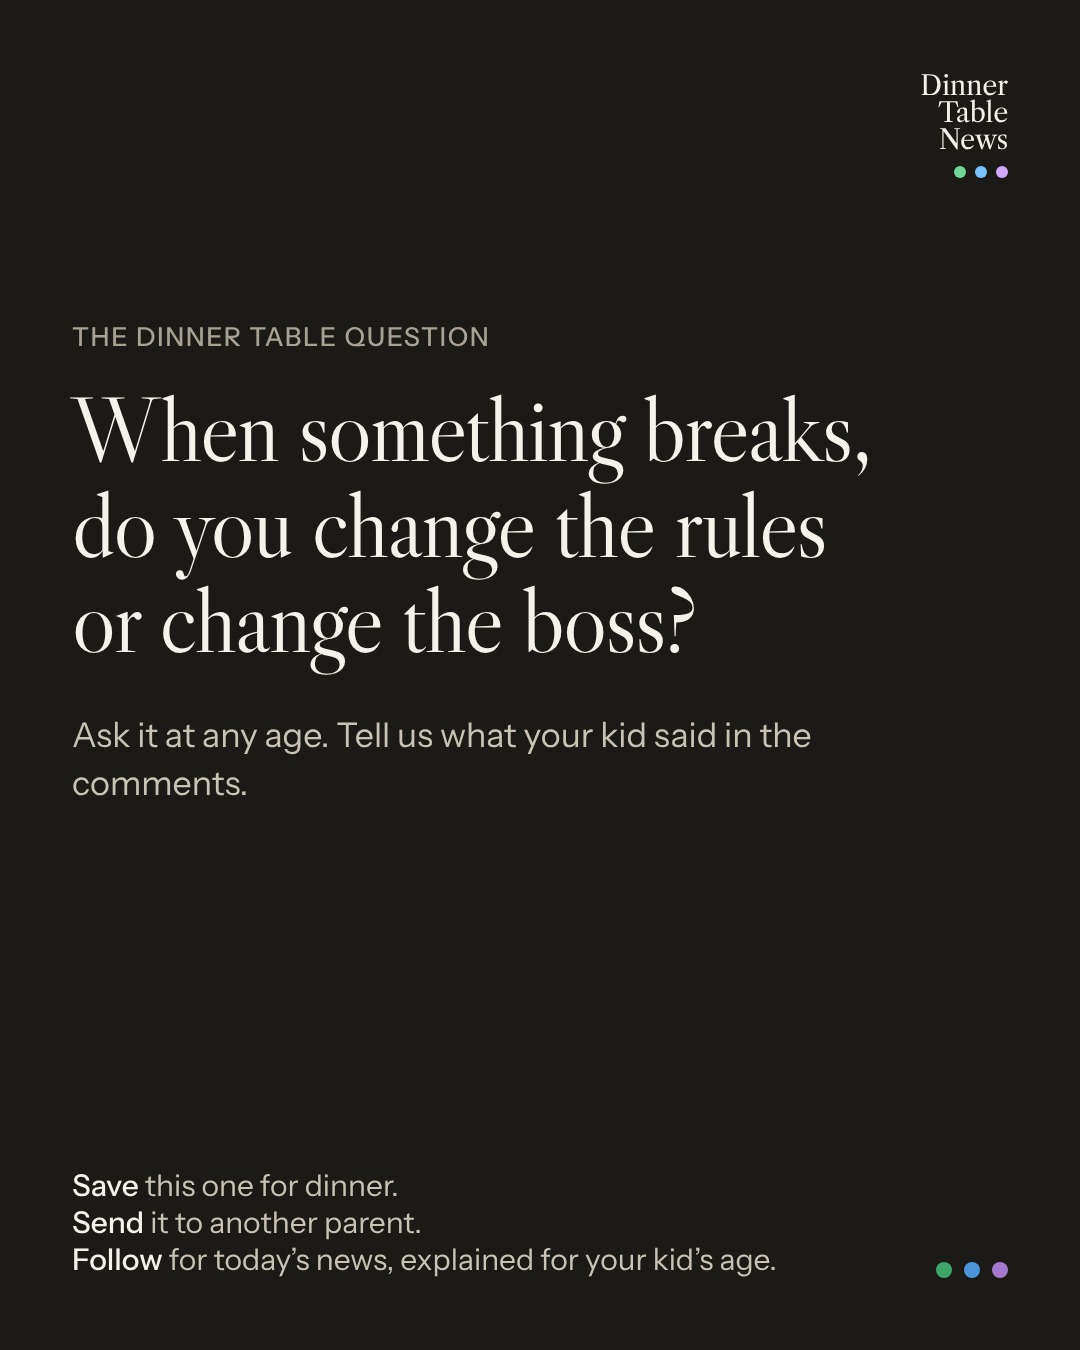 Dinner
Table
News
THE DINNER TABLE QUESTION
When something breaks,
do you change the rules
or change the boss?
Ask it at any age. Tell us what your kid said in the
comments.
Save this one for dinner.
Send it to another parent.
Follow for today’s news, explained for your kid’s age.